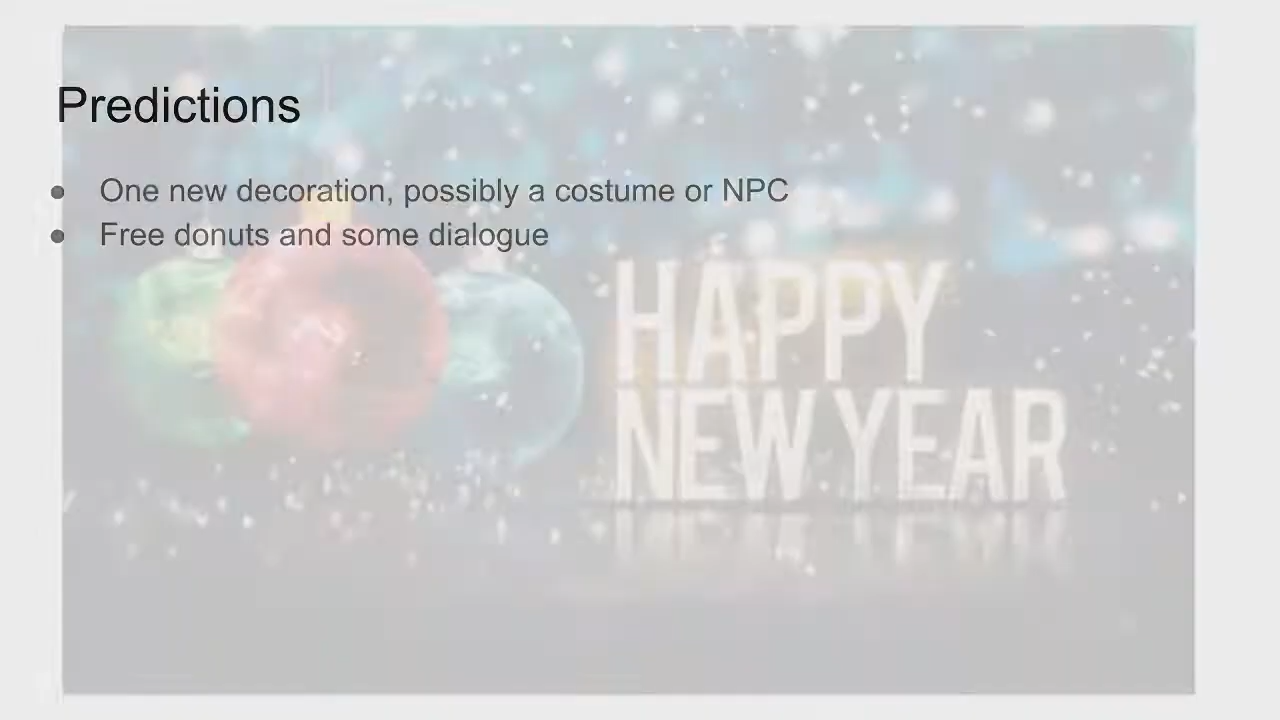 Predictions
● One new decoration, possibly a costume or NPC
● Free donuts and some dialogue
HAPPY
NEW YEAR